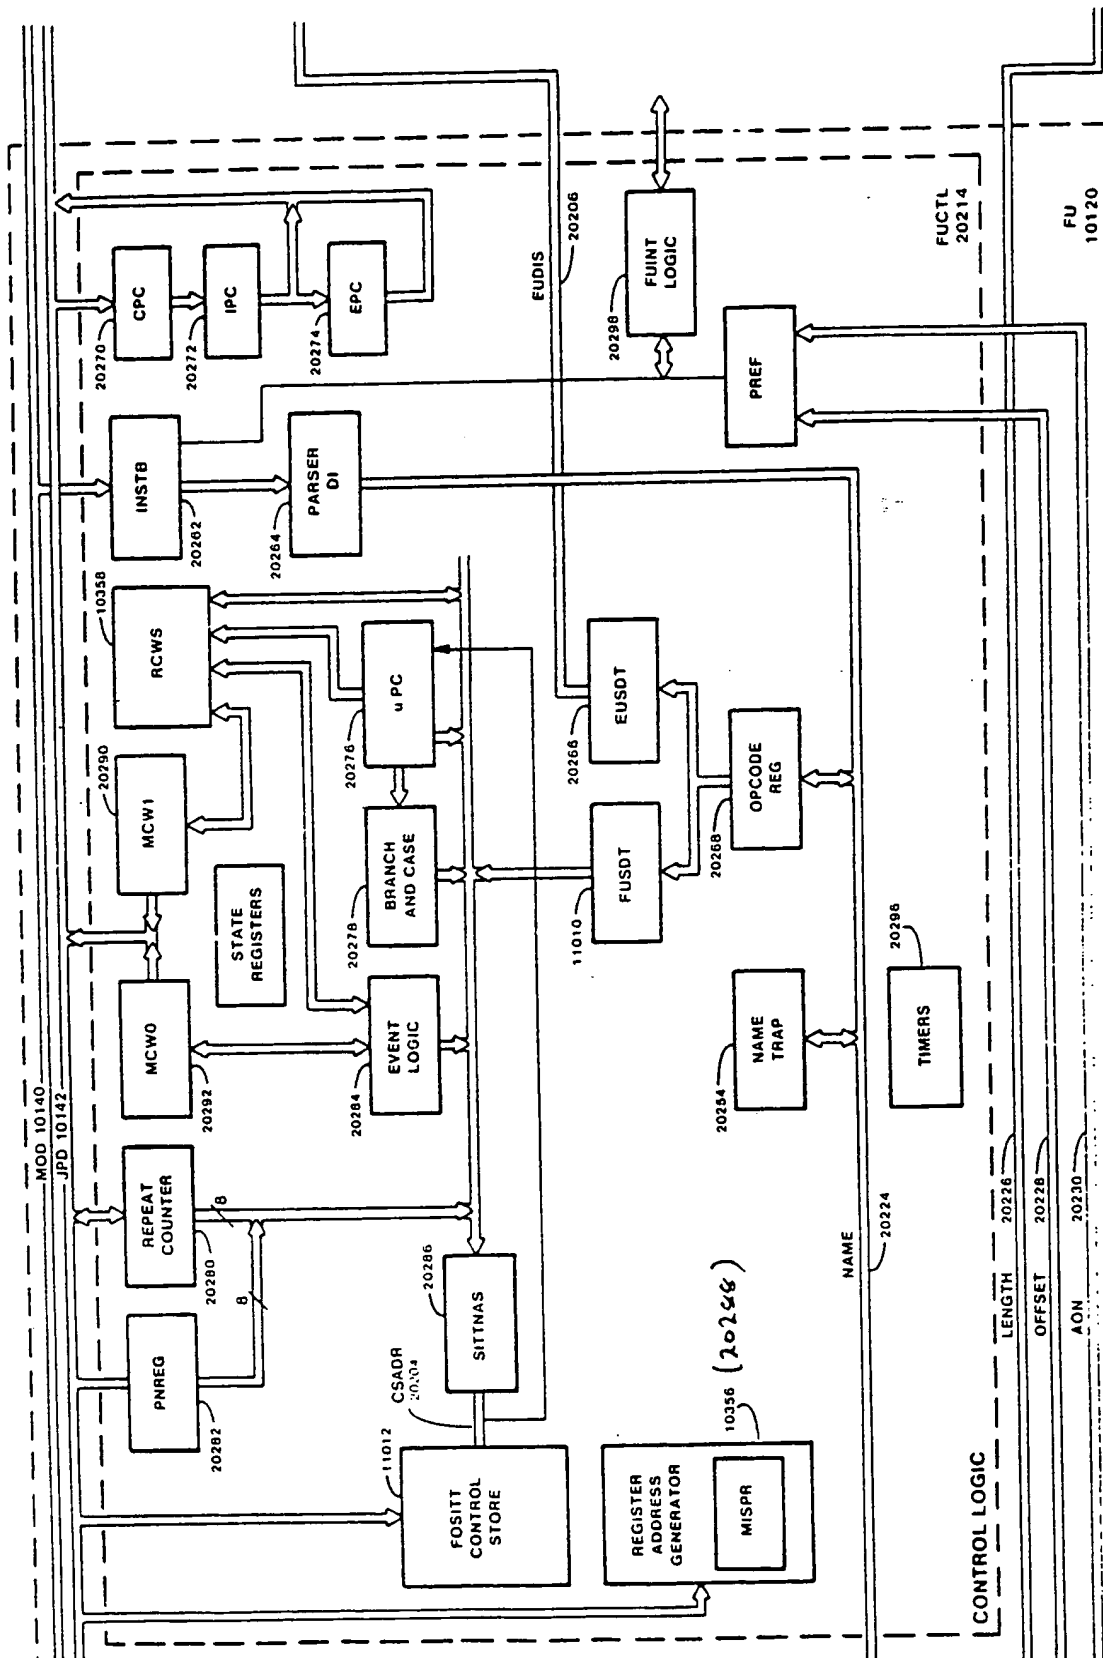 MOD 10140
JPD 10142
PNREG
20282
8
REPEAT
COUNTER
20280
8
MCW0
20292
STATE
REGISTERS
MCW1
20290
RCWS
10358
INSTB
20262
PARSER
DI
20264
CPC
20270
IPC
20272
EPC
20274
FOSITT
CONTROL
STORE
11012
CSADR
20204
SITTNAS
20286
EVENT
LOGIC
20284
BRANCH
AND CASE
20278
u PC
20276
EUDIS
20206
FUINT
LOGIC
20298
REGISTER
ADDRESS
GENERATOR
MISPR
10356 (20288)
NAME
TRAP
20254
FUSDT
11010
EUSDT
20266
OPCODE
REG
20268
PREF
NAME
20224
TIMERS
20296
CONTROL LOGIC
FUCTL
20214
LENGTH
20226
OFFSET
20228
AON
20230
FU
10120